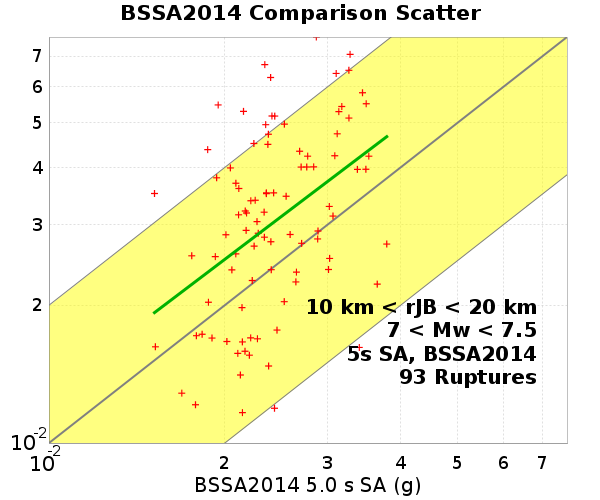 BSSA2014 Comparison Scatter
7
6
5
4
3
2
10 km < rJB < 20 km
7 < Mw < 7.5
5s SA, BSSA2014
93 Ruptures
10-2
10-2 2 3 4 5 6 7
BSSA2014 5.0 s SA (g)